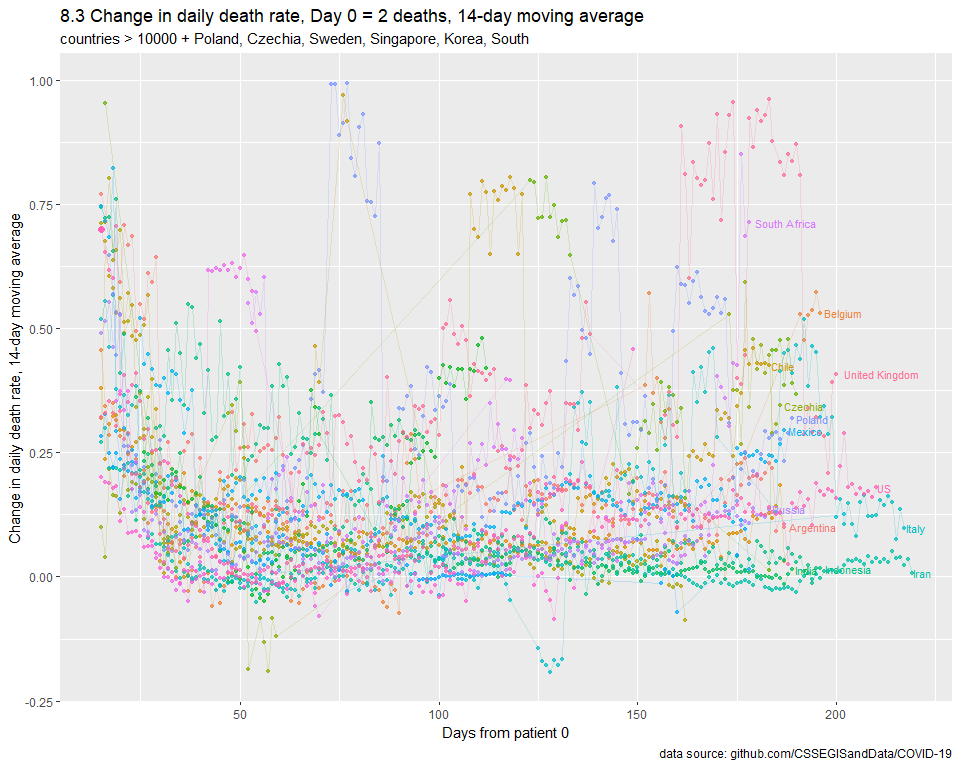 8.3 Change in daily death rate, Day 0 = 2 deaths, 14-day moving average
countries > 10000 + Poland, Czechia, Sweden, Singapore, Korea, South
1.00
0.75
0.50
0.25
0.00
-0.25
Change in daily death rate, 14-day moving average
South Africa
Belgium
Chile
United Kingdom
Czechia
Poland
Mexico
US
Russia
Argentina
Italy
India
Indonesia
Iran
50
100
150
200
Days from patient 0
data source: github.com/CSSEGISandData/COVID-19